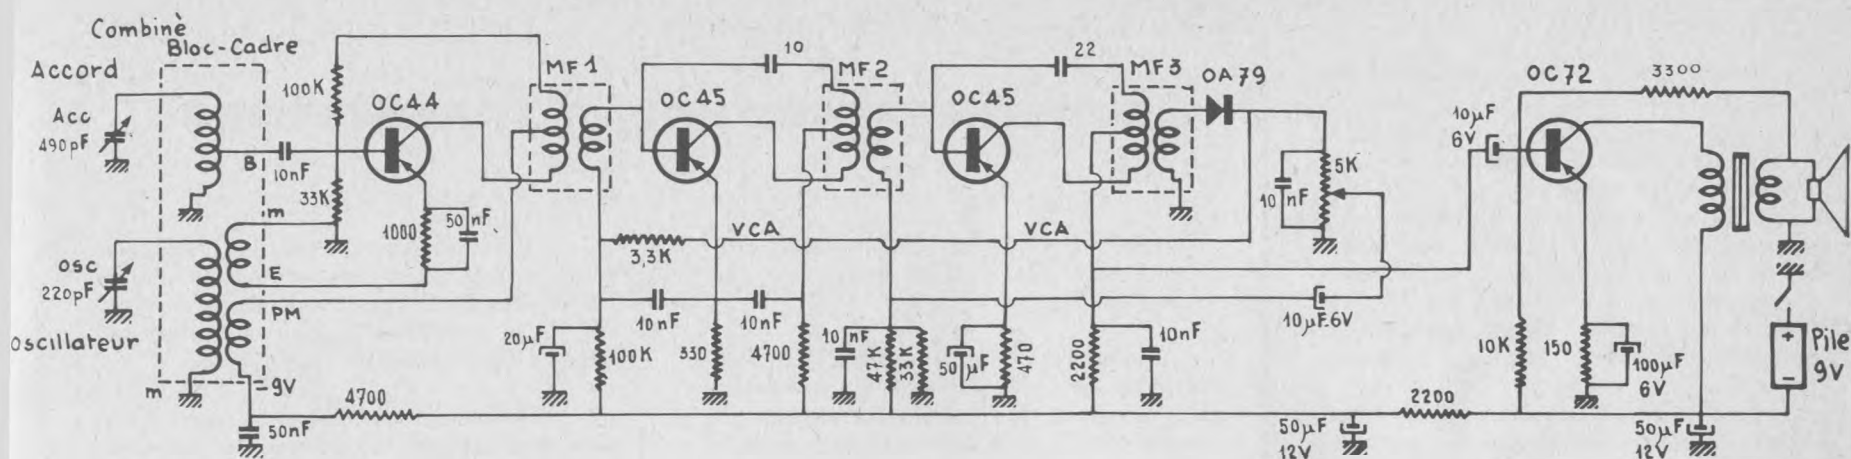 Combinè
Bloc-Cadre
Accord
Acc
490pF
B
10nF
100K
33K
OC44
m
E
1000
50nF
osc
220pF
oscillateur
PM
m
-9V
4700
50nF
MF1
OC45
10
MF2
OC45
22
MF3
OA79
VCA
VCA
3,3K
20µF
100K
10nF
330
10nF
4700
10nF
47K
33K
50µF
470
2200
10nF
5K
10nF
10µF-6V
10µF
6V
OC72
3300
10K
150
100µF
6V
Pile
9V
+
-
2200
50µF
12V
50µF
12V